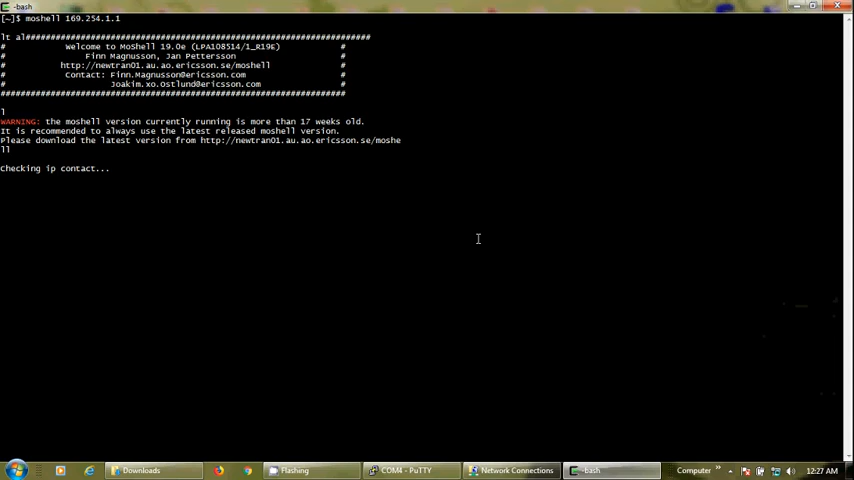 -bash
[~]$ moshell 169.254.1.1
lt al#####################################################################
# Welcome to MoShell 19.0e (LPA108514/1_R19E) #
# Finn Magnusson, Jan Pettersson #
# http://newtran01.au.ao.ericsson.se/moshell #
# Contact: Finn.Magnusson@ericsson.com #
# Joakim.xo.Ostlund@ericsson.com #
#####################################################################
l
WARNING: the moshell version currently running is more than 17 weeks old.
It is recommended to always use the latest released moshell version.
Please download the latest version from http://newtran01.au.ao.ericsson.se/moshe
ll
Checking ip contact...
Downloads
Flashing
COM4 - PuTTY
Network Connections
~bash
Computer
»
12:27 AM